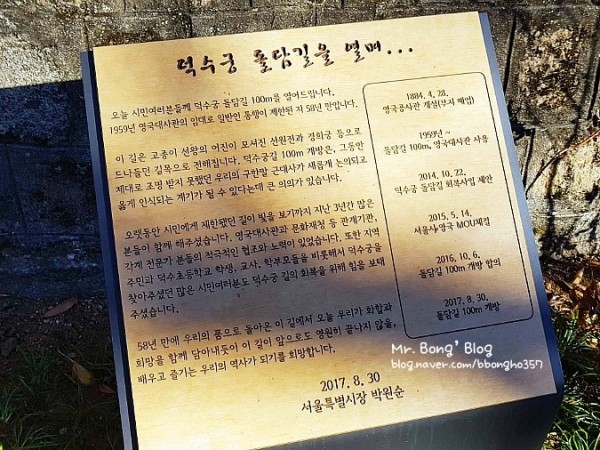 덕수궁 돌담길을 열며...
오늘 시민여러분들께 덕수궁 돌담길 100m를 열어드립니다.
1959년 영국대사관의 임대로 일반인 통행이 제한된 지 58년 만입니다.
이 길은 고종이 선왕의 어진이 모셔진 선원전과 경희궁 등으로
드나들던 길목으로 전해집니다. 덕수궁길 100m 개방은, 그동안
제대로 조명 받지 못했던 우리의 구한말 근대사가 새롭게 논의되고
옳게 인식되는 계기가 될 수 있다는데 큰 의의가 있습니다.
오랫동안 시민에게 제한됐던 길이 빛을 보기까지 지난 3년간 많은
분들이 함께 해주셨습니다. 영국대사관과 문화재청 등 관계기관,
각계 전문가 분들의 적극적인 협조와 노력이 있었습니다. 또한 지역
주민과 덕수초등학교 학생, 교사, 학부모들을 비롯해서 덕수궁을
찾아주셨던 많은 시민여러분도 덕수궁 길의 회복을 위해 힘을 보태
주셨습니다.
58년 만에 우리의 품으로 돌아온 이 길에서 오늘 우리가 화합과
희망을 함께 담아내듯이 이 길이 앞으로도 영원히 끝나지 않을,
배우고 즐기는 우리의 역사가 되기를 희망합니다.
2017. 8. 30
서울특별시장 박원순
1884. 4. 28.
영국공사관 개설(부지 매입)
1959년 ~
돌담길 100m, 영국대사관 사용
2014. 10. 22.
덕수궁 돌담길 회복사업 제안
2015. 5. 14.
서울시-영국 MOU체결
2016. 10. 6.
돌담길 100m 개방 합의
2017. 8. 30.
돌담길 100m 개방
Mr. Bong' Blog
blog.naver.com/bbongho357